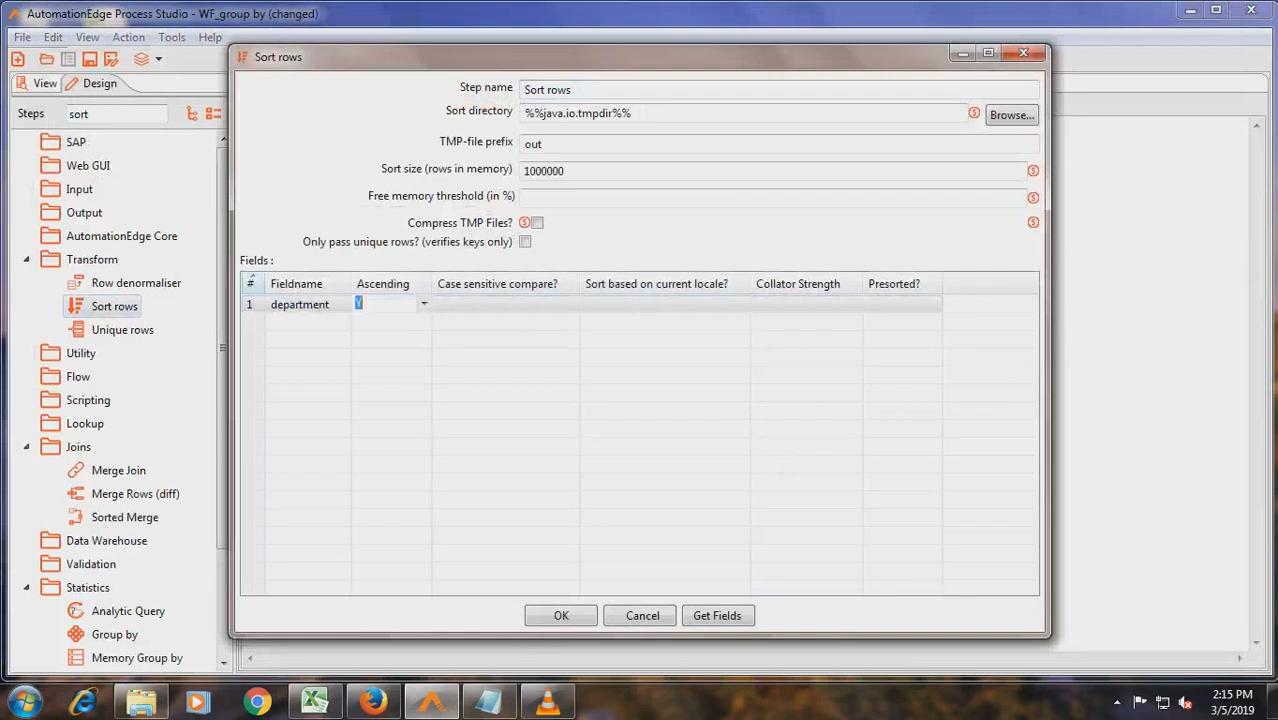 AutomationEdge Process Studio - WF_group by (changed)
File Edit View Action Tools Help
View Design
Steps sort
SAP
Web GUI
Input
Output
AutomationEdge Core
Transform
Row denormaliser
Sort rows
Unique rows
Utility
Flow
Scripting
Lookup
Joins
Merge Join
Merge Rows (diff)
Sorted Merge
Data Warehouse
Validation
Statistics
Analytic Query
Group by
Memory Group by
Sort rows
Step name Sort rows
Sort directory %%java.io.tmpdir%% Browse...
TMP-file prefix out
Sort size (rows in memory) 1000000
Free memory threshold (in %)
Compress TMP Files?
Only pass unique rows? (verifies keys only)
Fields :
# Fieldname Ascending Case sensitive compare? Sort based on current locale? Collator Strength Presorted?
1 department Y
OK Cancel Get Fields
2:15 PM
3/5/2019